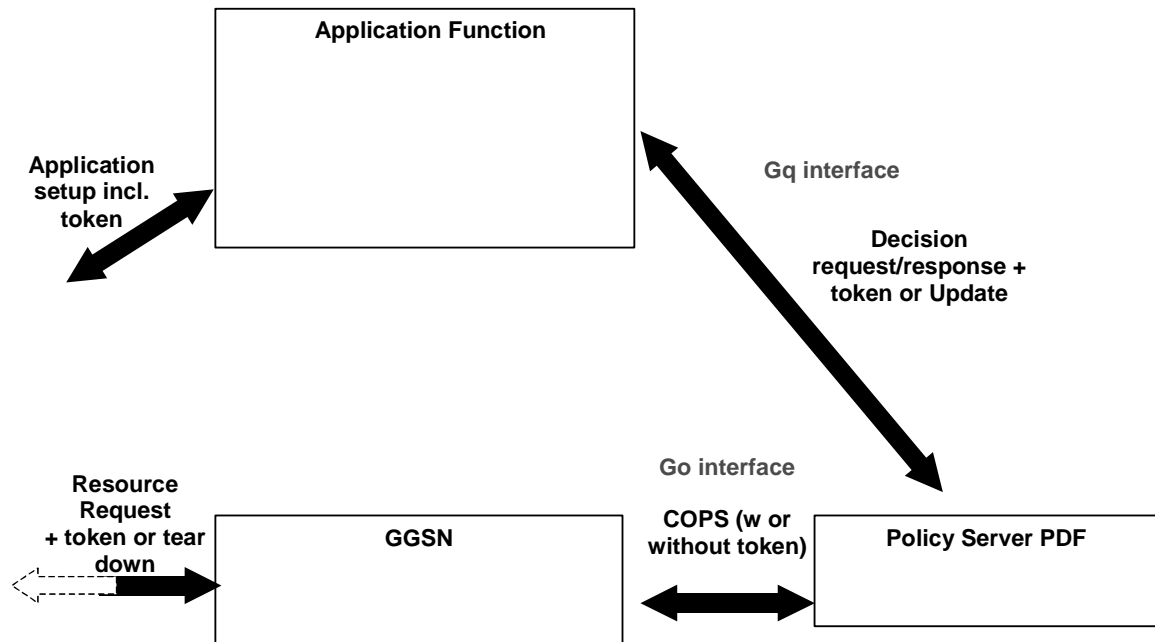 Application Function
Application
setup incl.
token
Gq interface
Decision
request/response +
token or Update
Go interface
Resource
Request
+ token or tear
down
GGSN
COPS (w or
without token)
Policy Server PDF